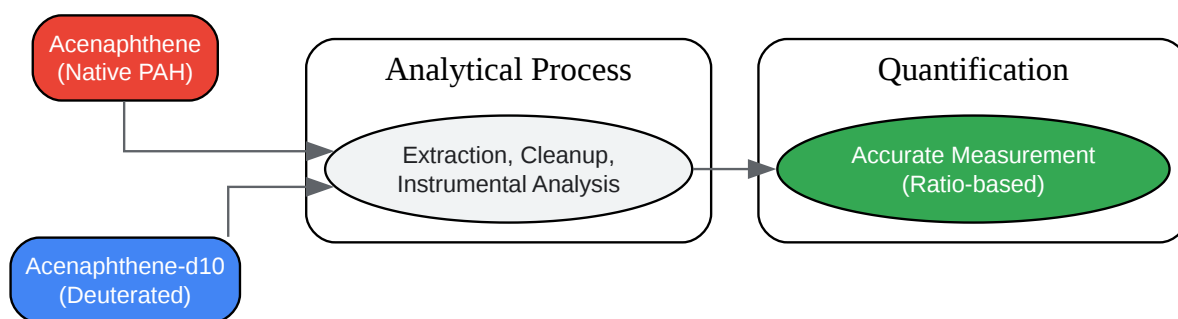 Acenaphthene
(Native PAH)
Acenaphthene-d10
(Deuterated)
Analytical Process
Extraction, Cleanup,
Instrumental Analysis
Quantification
Accurate Measurement
(Ratio-based)